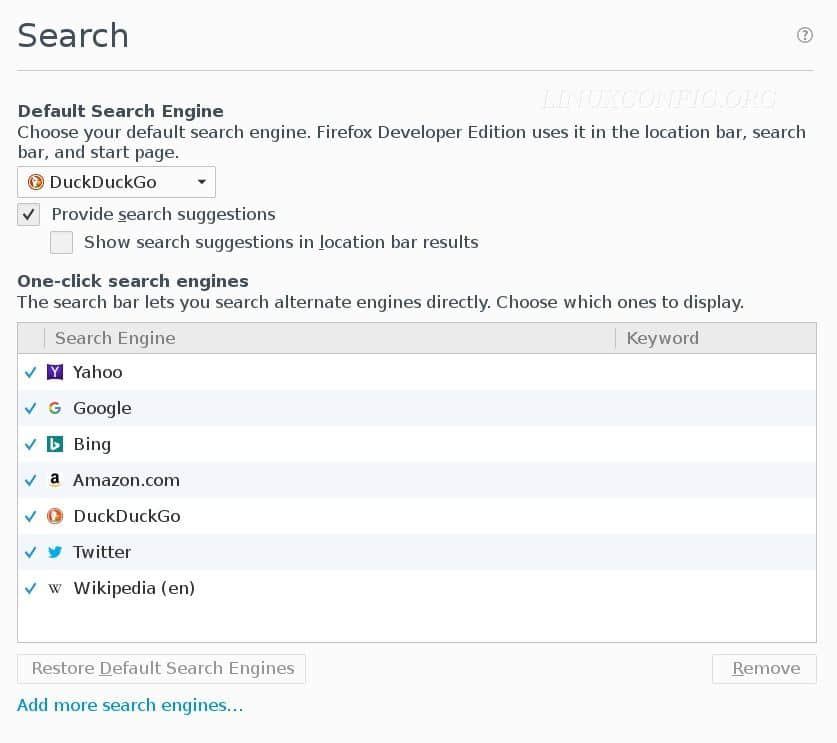 Search
LINUXCONFIG.ORG
Default Search Engine
Choose your default search engine. Firefox Developer Edition uses it in the location bar, search
bar, and start page.
DuckDuckGo
Provide search suggestions
Show search suggestions in location bar results
One-click search engines
The search bar lets you search alternate engines directly. Choose which ones to display.
Search Engine Keyword
Yahoo
Google
Bing
Amazon.com
DuckDuckGo
Twitter
Wikipedia (en)
Restore Default Search Engines Remove
Add more search engines...